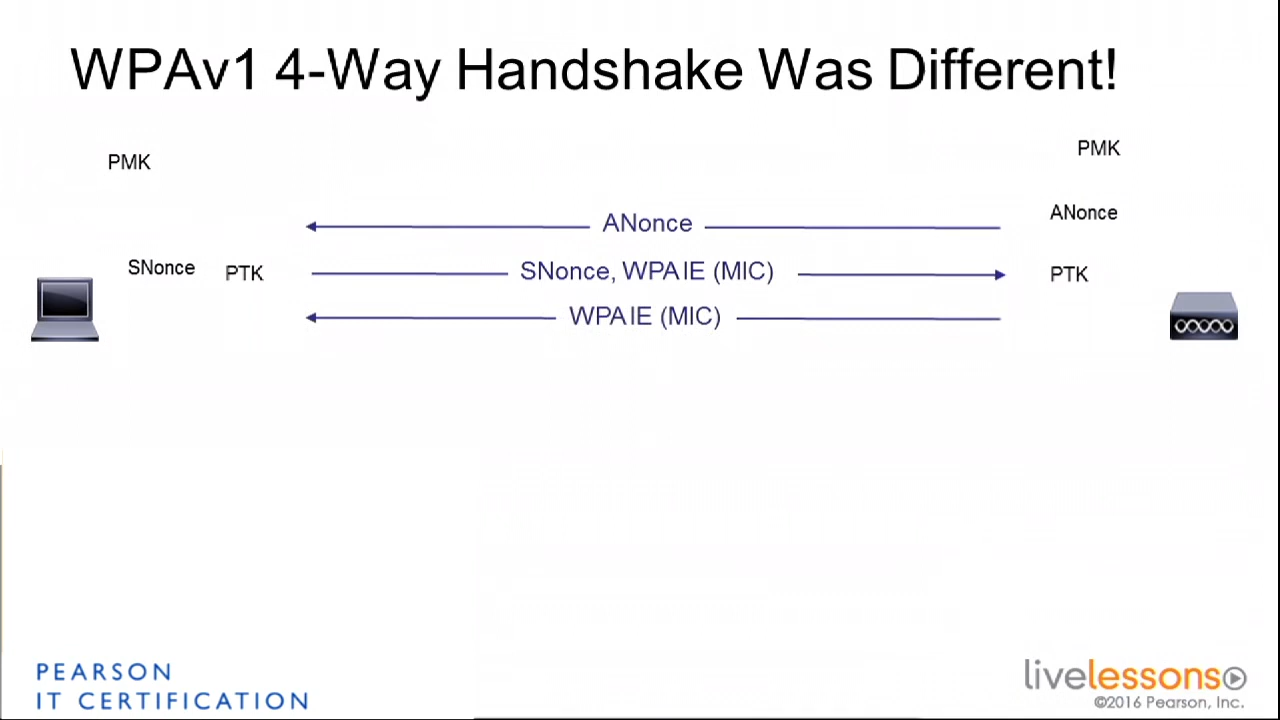 WPAv1 4-Way Handshake Was Different!
PMK
PMK
ANonce
ANonce
SNonce
PTK
SNonce, WPA IE (MIC)
PTK
WPA IE (MIC)
PEARSON
IT CERTIFICATION
livelessons
©2016 Pearson, Inc.